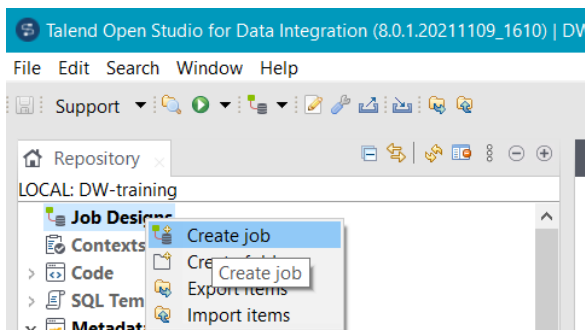 Talend Open Studio for Data Integration (8.0.1.20211109_1610) | DW
File Edit Search Window Help
Support
Repository
LOCAL: DW-training
Job Designs
Create job
Contexts
Create job
Code
Export items
SQL Tem
Import items